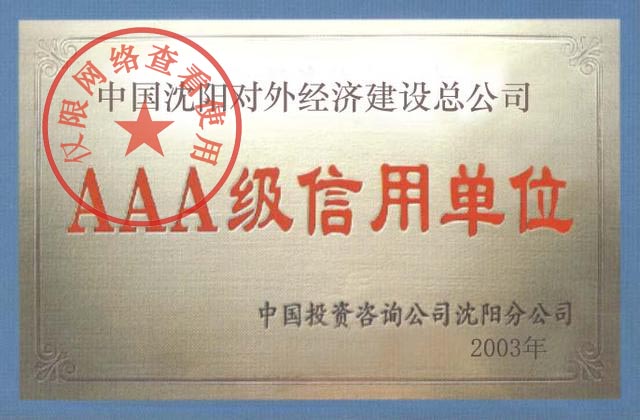 仅限网络查看使用
中国沈阳对外经济建设总公司
AAA级信用单位
中国投资咨询公司沈阳分公司
2003年